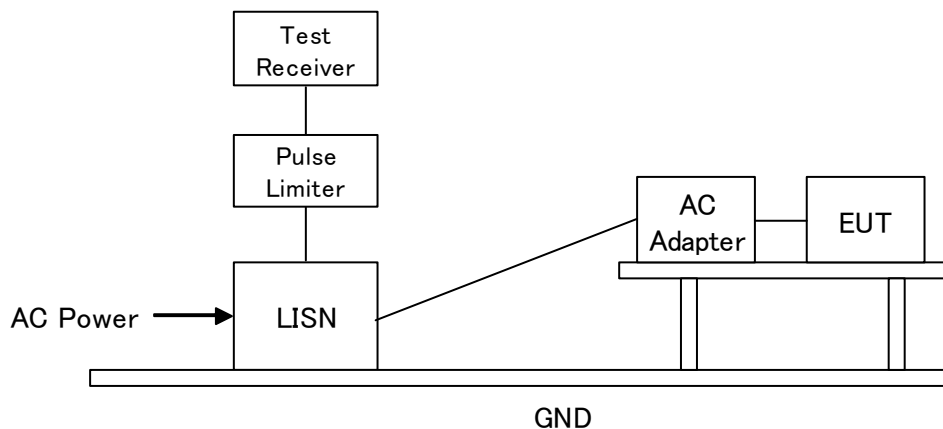 Test
Receiver
Pulse
Limiter
AC
Adapter
EUT
AC Power
LISN
GND